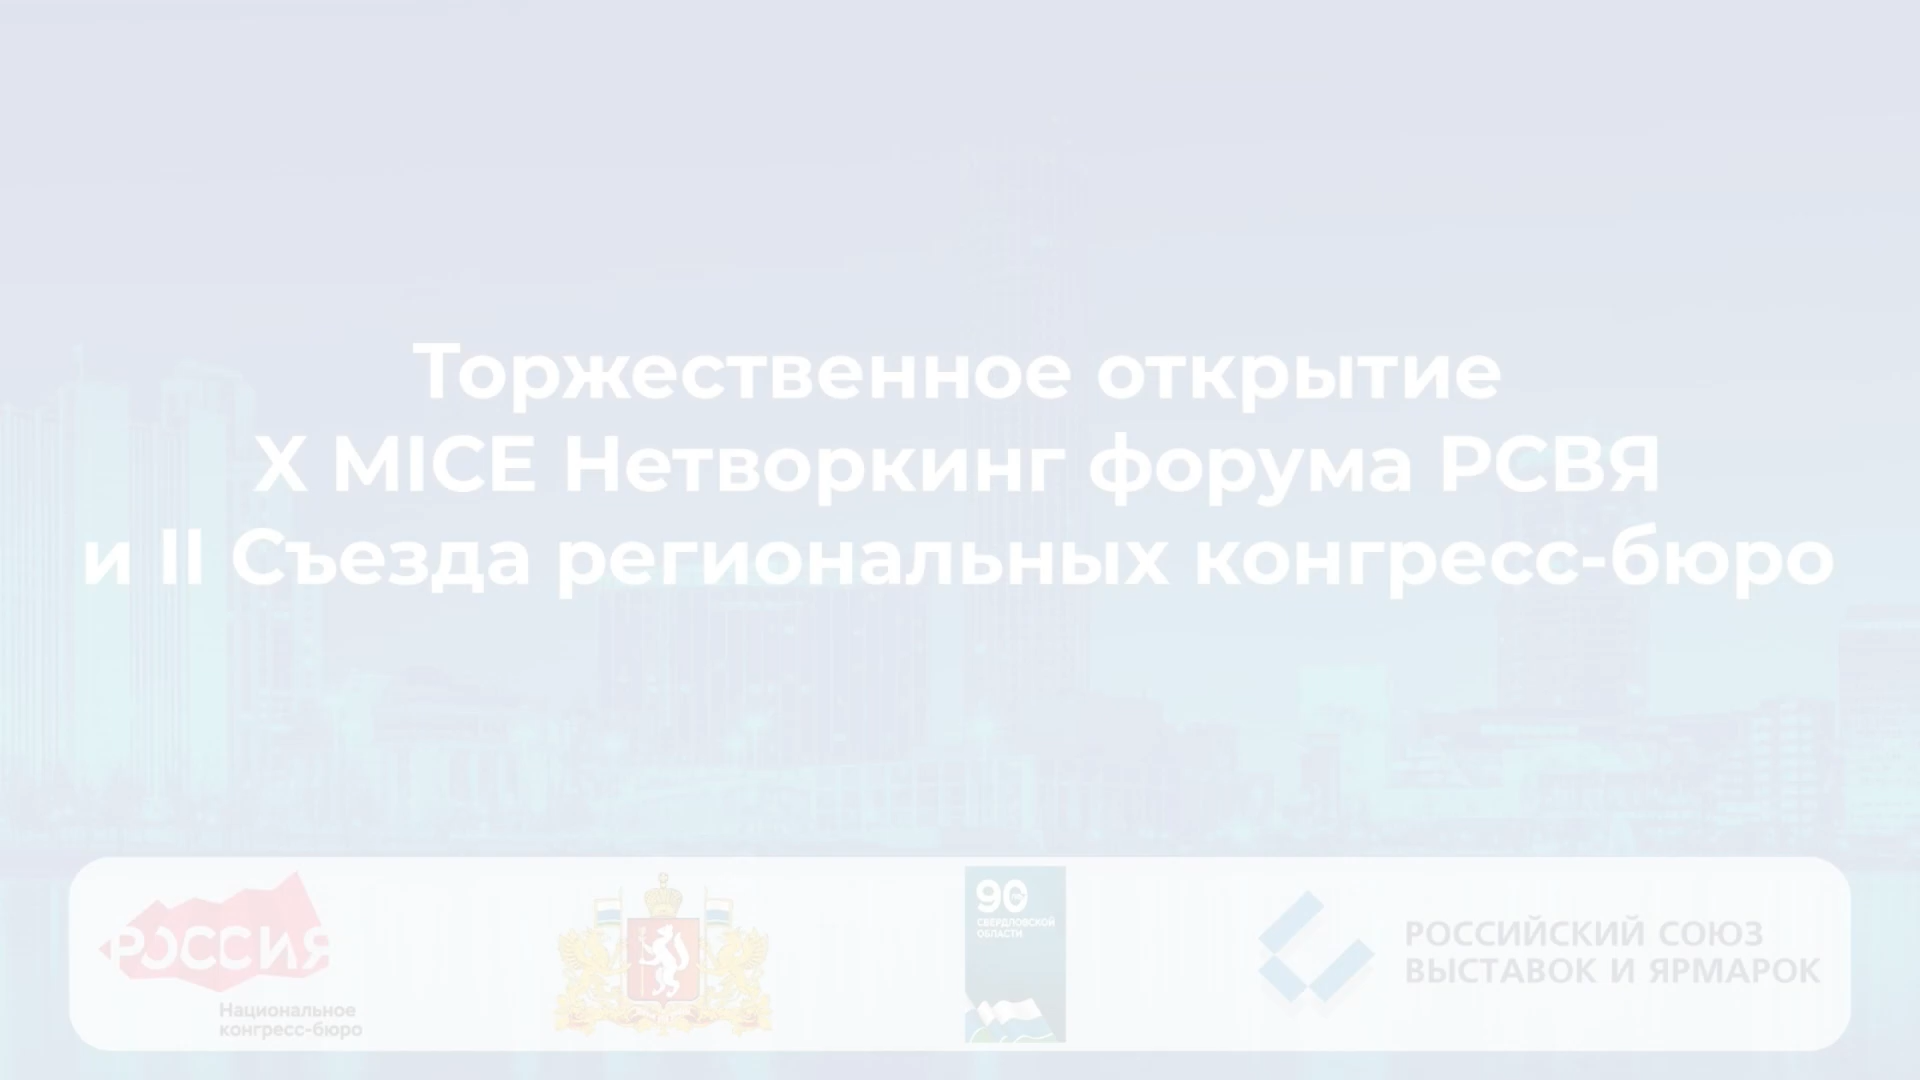 Торжественное открытие
X MICE Нетворкинг форума РСВЯ
и II Съезда региональных конгресс-бюро
РОССИЯ
Национальное
конгресс-бюро
90
СВЕРДЛОВСКОЙ
ОБЛАСТИ
РОССИЙСКИЙ СОЮЗ
ВЫСТАВОК И ЯРМАРОК